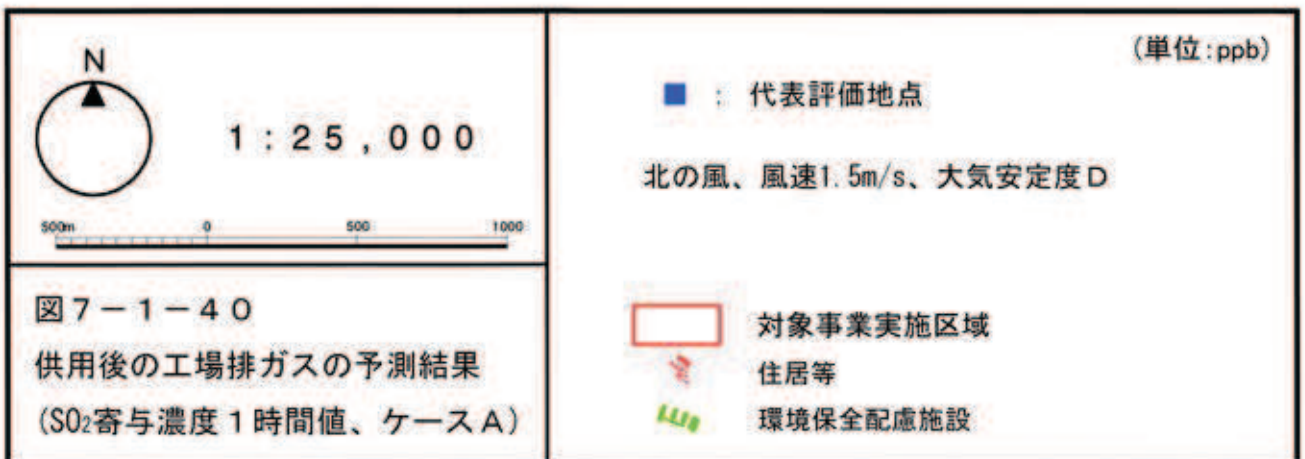 N
1:25,000
500m 0 500 1000
図7-1-40
供用後の工場排ガスの予測結果
(SO₂寄与濃度1時間値、ケースA)
(単位:ppb)
: 代表評価地点
北の風、風速1.5m/s、大気安定度D
対象事業実施区域
住居等
環境保全配慮施設